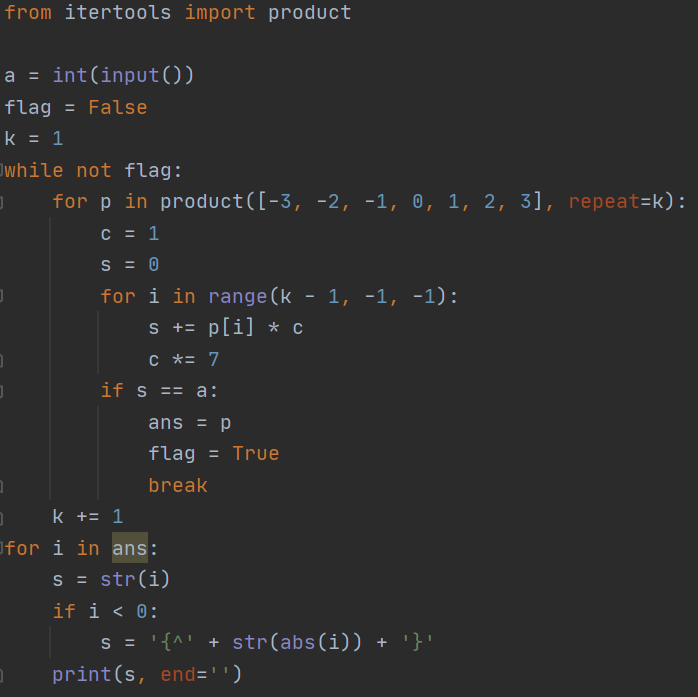 from itertools import product

a = int(input())
flag = False
k = 1
while not flag:
    for p in product([-3, -2, -1, 0, 1, 2, 3], repeat=k):
        c = 1
        s = 0
        for i in range(k - 1, -1, -1):
            s += p[i] * c
            c *= 7
        if s == a:
            ans = p
            flag = True
            break
    k += 1
for i in ans:
    s = str(i)
    if i < 0:
        s = '{^' + str(abs(i)) + '}'
    print(s, end='')